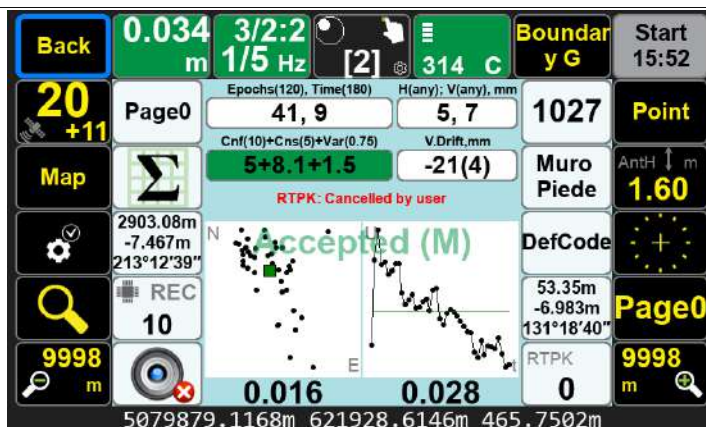 Back
0.034
m
3/2:2
1/5 Hz
[2]
314 C
Boundar
y G
Start
15:52
20
+11
Page0
Epochs(120), Time(180)
41, 9
H(any); V(any), mm
5, 7
1027
Point
Map
Σ
Cnf(10)+Cns(5)+Var(0.75)
5+8.1+1.5
V.Drift,mm
-21(4)
Muro
Piede
AntH m
1.60
RTPK: Cancelled by user
2903.08m
-7.467m
213°12'39"
N
Accepted (M)
U
DefCode
REC
10
E
t
53.35m
-6.983m
131°18'40"
Page0
9998
m
0.016
0.028
RTPK
0
9998
m
5079879.1168m 621928.6146m 465.7502m